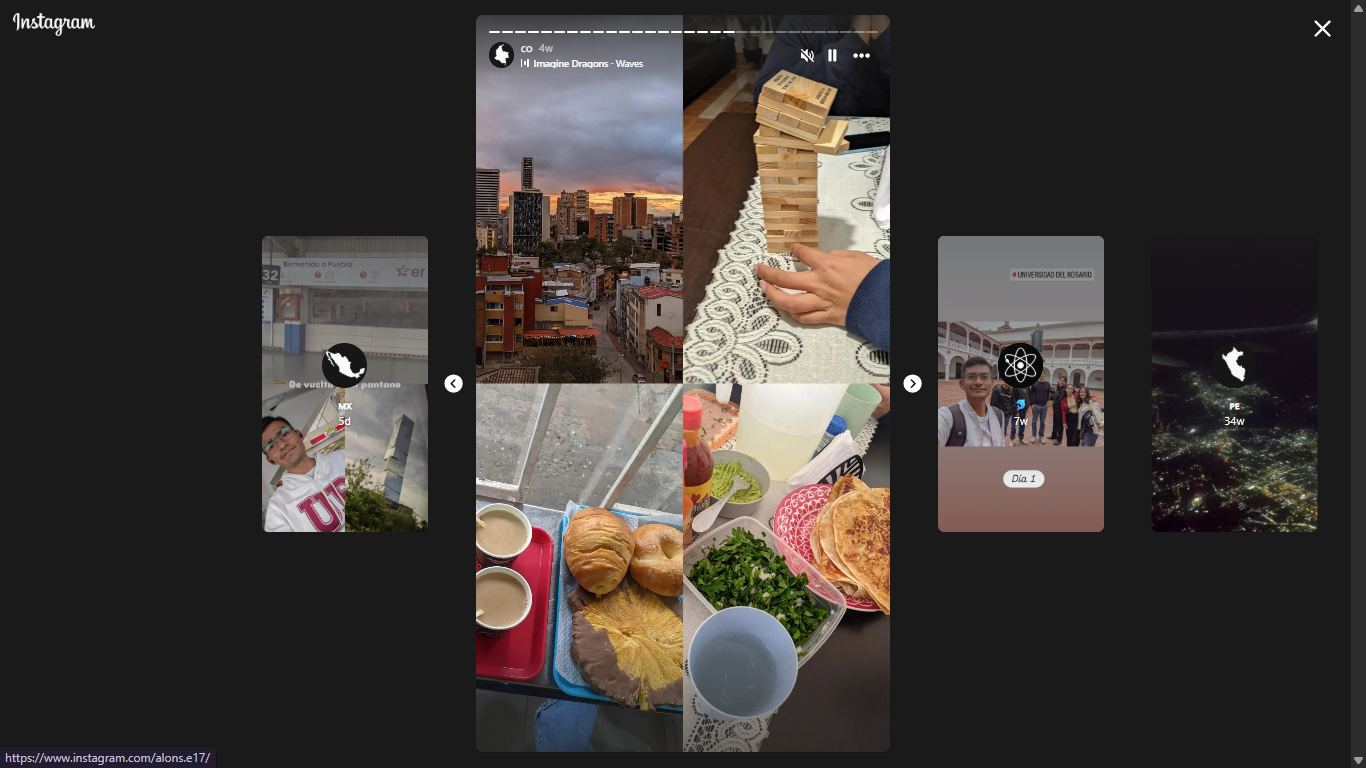 Instagram
co 4w
Imagine Dragons · Waves
Bienvenido a Puebla
32
er
De vuelta
pantano
MX
5d
UNIVERSIDAD DEL ROSARIO
7w
Día 1
PE
34w
https://www.instagram.com/alons.e17/